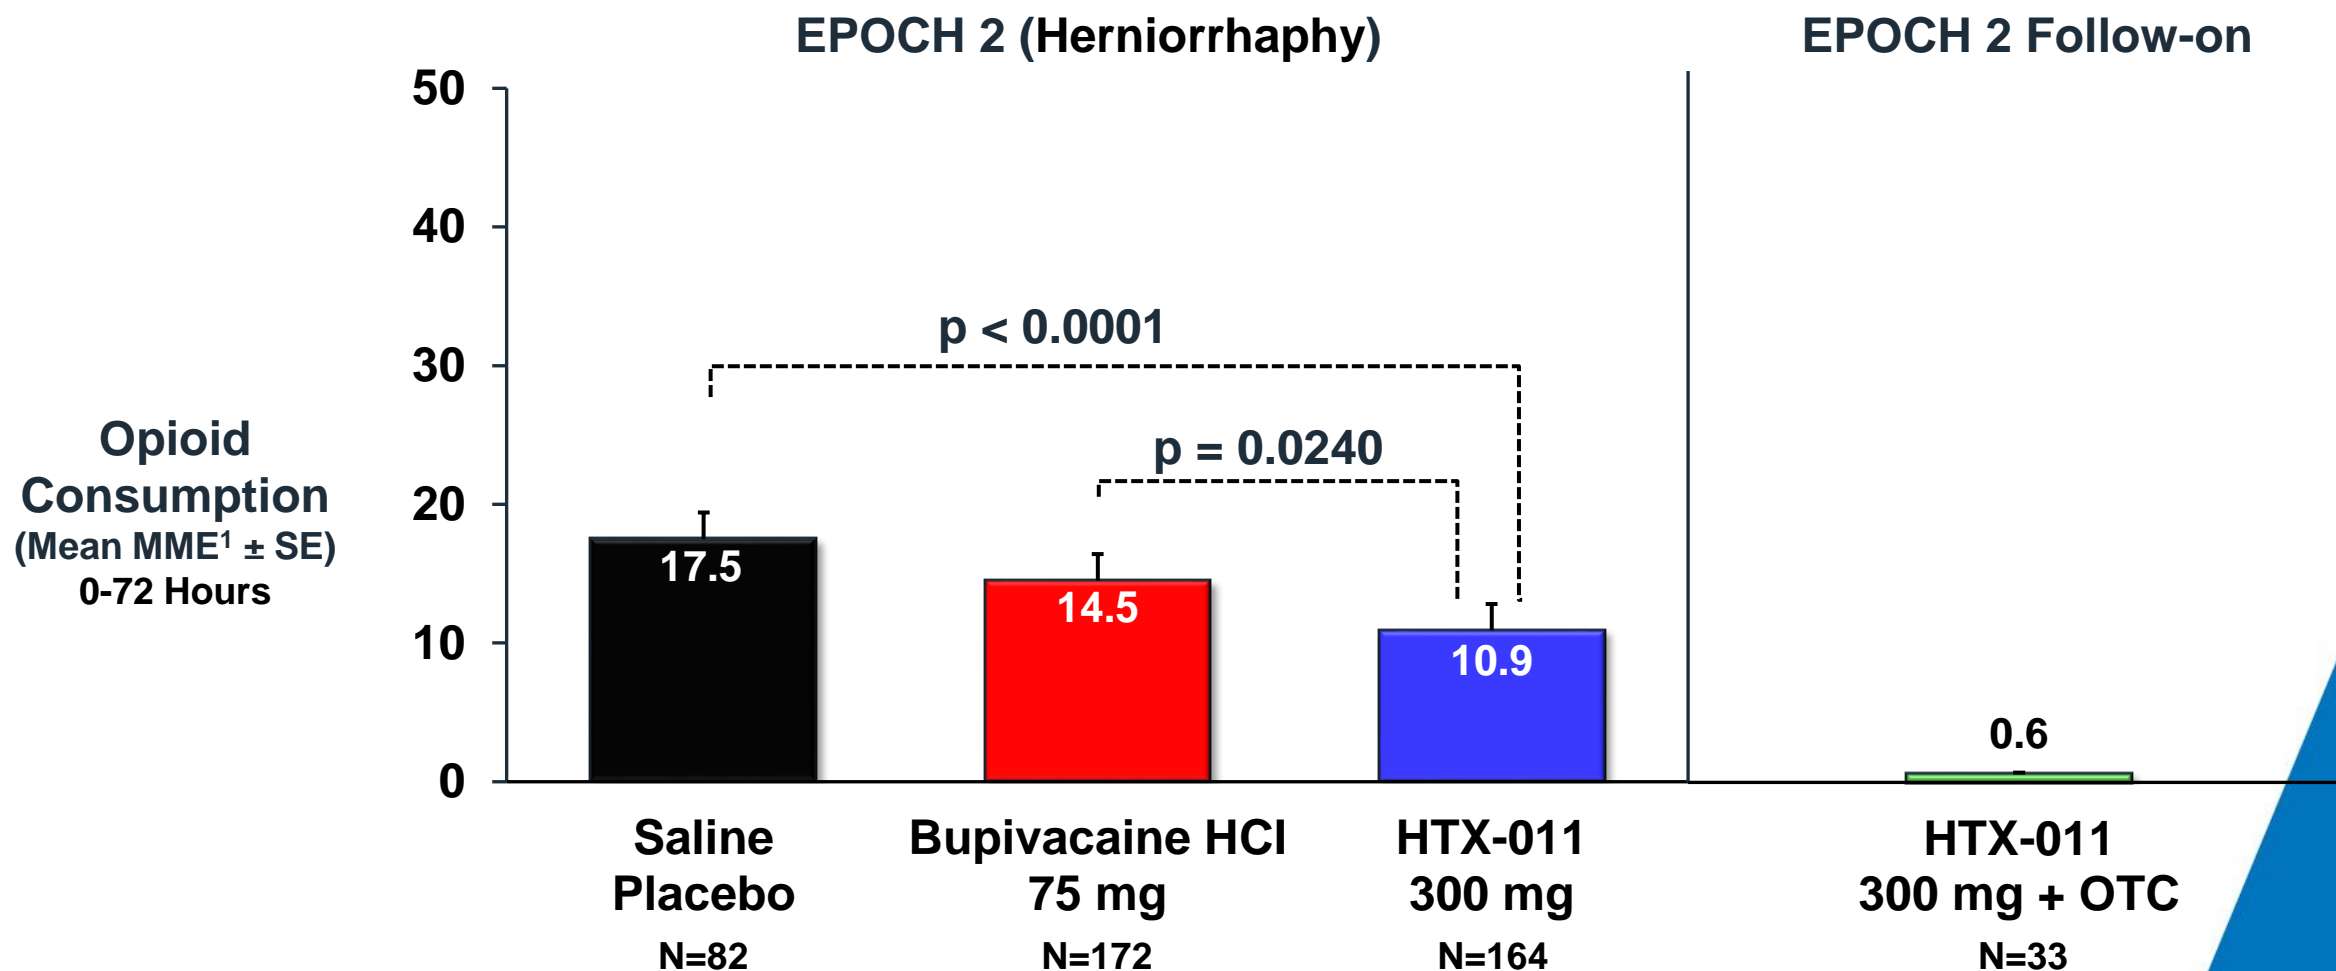 EPOCH 2 (Herniorrhaphy)
EPOCH 2 Follow-on
50
40
30
20
10
0
Opioid
Consumption
(Mean MME¹ ± SE)
0-72 Hours
p < 0.0001
p = 0.0240
17.5
14.5
10.9
0.6
Saline
Placebo
N=82
Bupivacaine HCl
75 mg
N=172
HTX-011
300 mg
N=164
HTX-011
300 mg + OTC
N=33